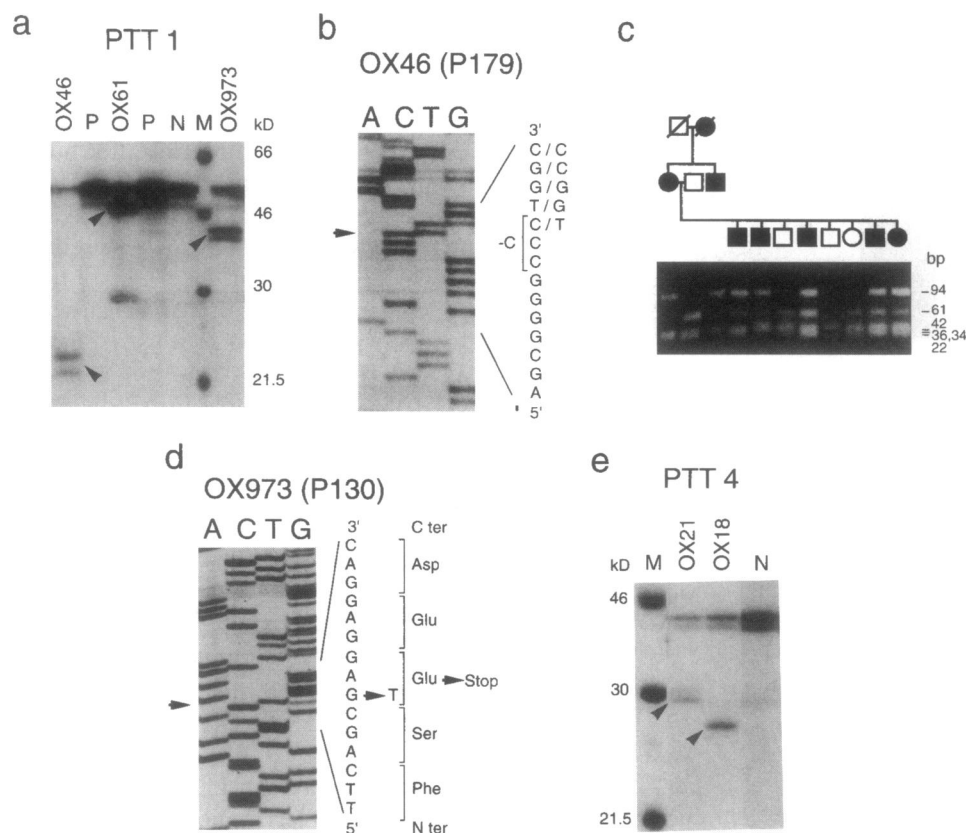 a
PTT 1
OX46
P
OX61
P
N
M
OX973
kD
66
46
30
21.5
b
OX46 (P179)
A C T G
3'
C / C
G / C
G / G
T / G
C / T
-C
C
C
G
G
G
G
C
G
A
5'
c
bp
94
61
42
36,34
22
d
OX973 (P130)
A C T G
3' C ter
C
A Asp
G
G
A Glu
G
G
A Glu Stop
G T
C
G Ser
A
C
T Phe
T
5' N ter
e
PTT 4
kD
M
OX21
OX18
N
46
30
21.5